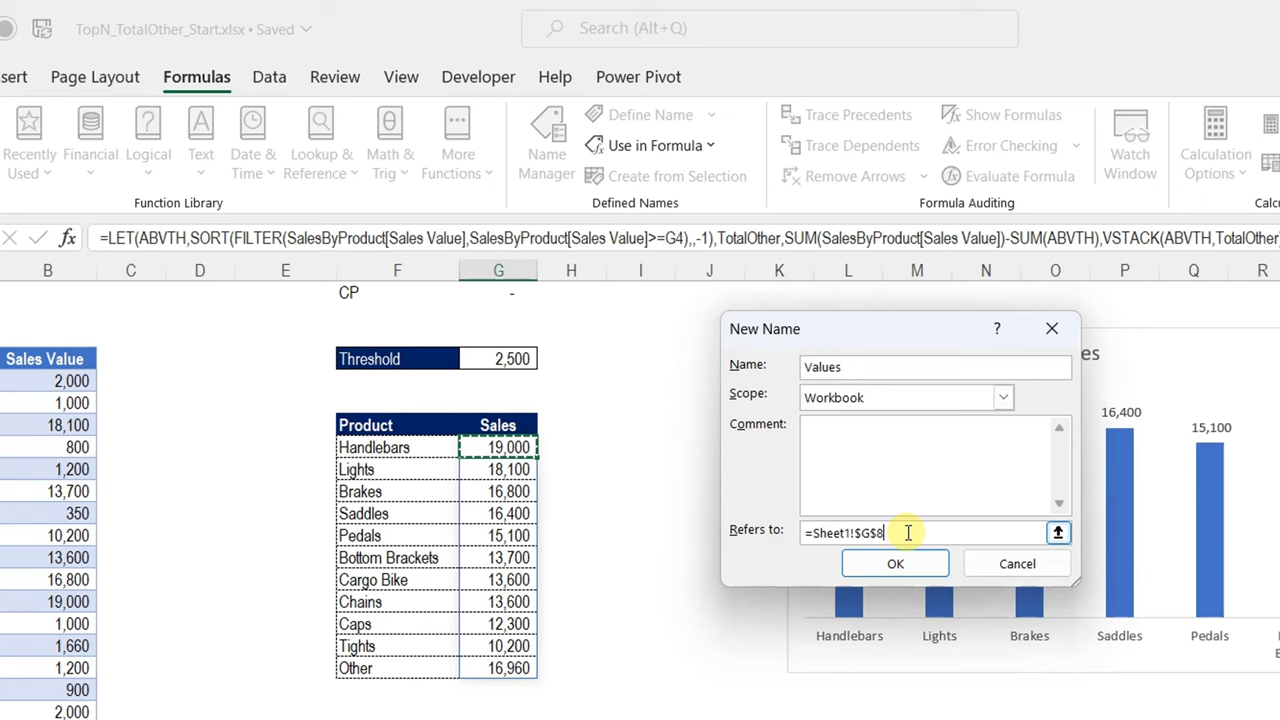 TopN_TotalOther_Start.xlsx • Saved
Search (Alt+Q)
sert Page Layout Formulas Data Review View Developer Help Power Pivot
Recently Used
Financial
Logical
Text
Date & Time
Lookup & Reference
Math & Trig
More Functions
Function Library
Name Manager
Define Name
Use in Formula
Create from Selection
Defined Names
Trace Precedents
Trace Dependents
Remove Arrows
Show Formulas
Error Checking
Evaluate Formula
Formula Auditing
Watch Window
Calculation Options
Calcu
fx =LET(ABVTH,SORT(FILTER(SalesByProduct[Sales Value],SalesByProduct[Sales Value]>=G4),,-1),TotalOther,SUM(SalesByProduct[Sales Value])-SUM(ABVTH),VSTACK(ABVTH,TotalOther)
B C D E F G H I J K L M N O P Q R
CP -
Threshold 2,500
Sales Value
2,000
1,000
18,100
800
1,200
13,700
350
10,200
13,600
16,800
19,000
1,000
1,660
1,200
900
2,000
Product Sales
Handlebars 19,000
Lights 18,100
Brakes 16,800
Saddles 16,400
Pedals 15,100
Bottom Brackets 13,700
Cargo Bike 13,600
Chains 13,600
Caps 12,300
Tights 10,200
Other 16,960
New Name ?
Name: Values
Scope: Workbook
Comment:
Refers to: =Sheet1!$G$8
OK Cancel
es
16,400
15,100
Handlebars Lights Brakes Saddles Pedals